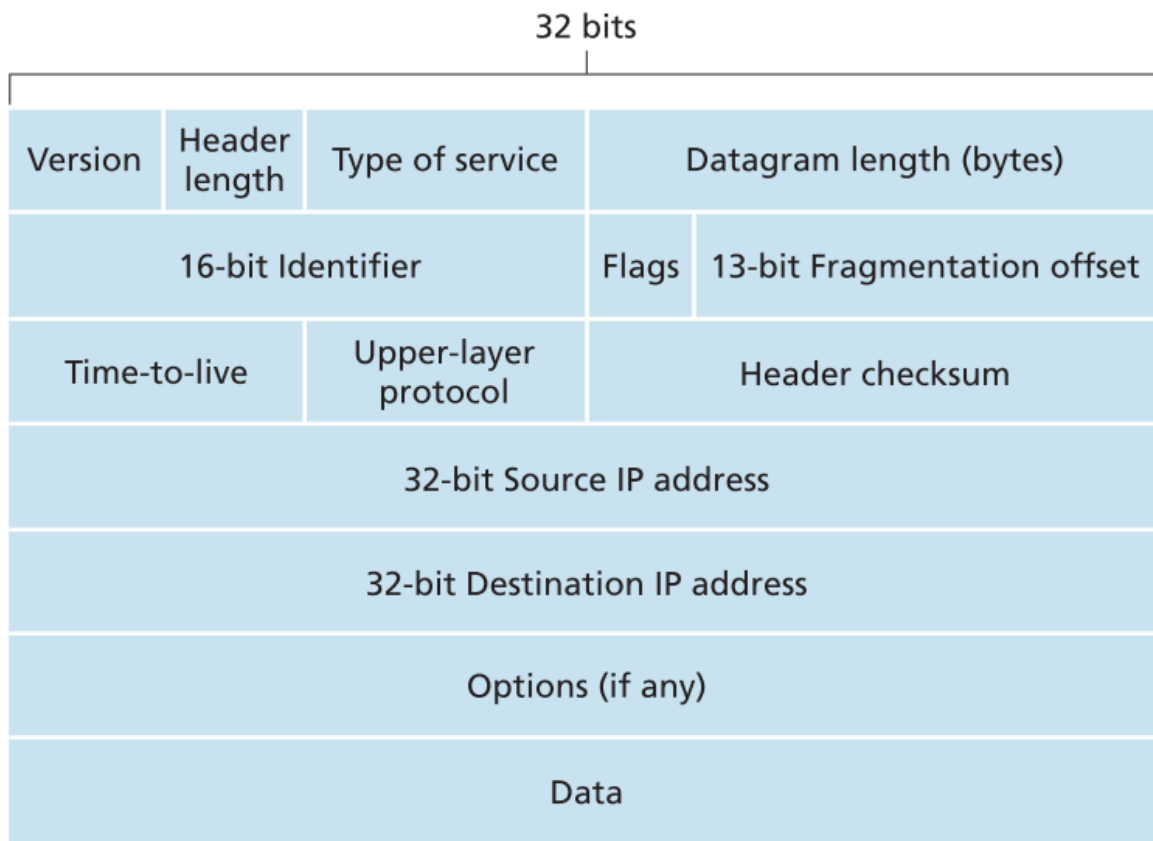 32 bits
Version
Header
length
Type of service
Datagram length (bytes)
16-bit Identifier
Flags
13-bit Fragmentation offset
Time-to-live
Upper-layer
protocol
Header checksum
32-bit Source IP address
32-bit Destination IP address
Options (if any)
Data